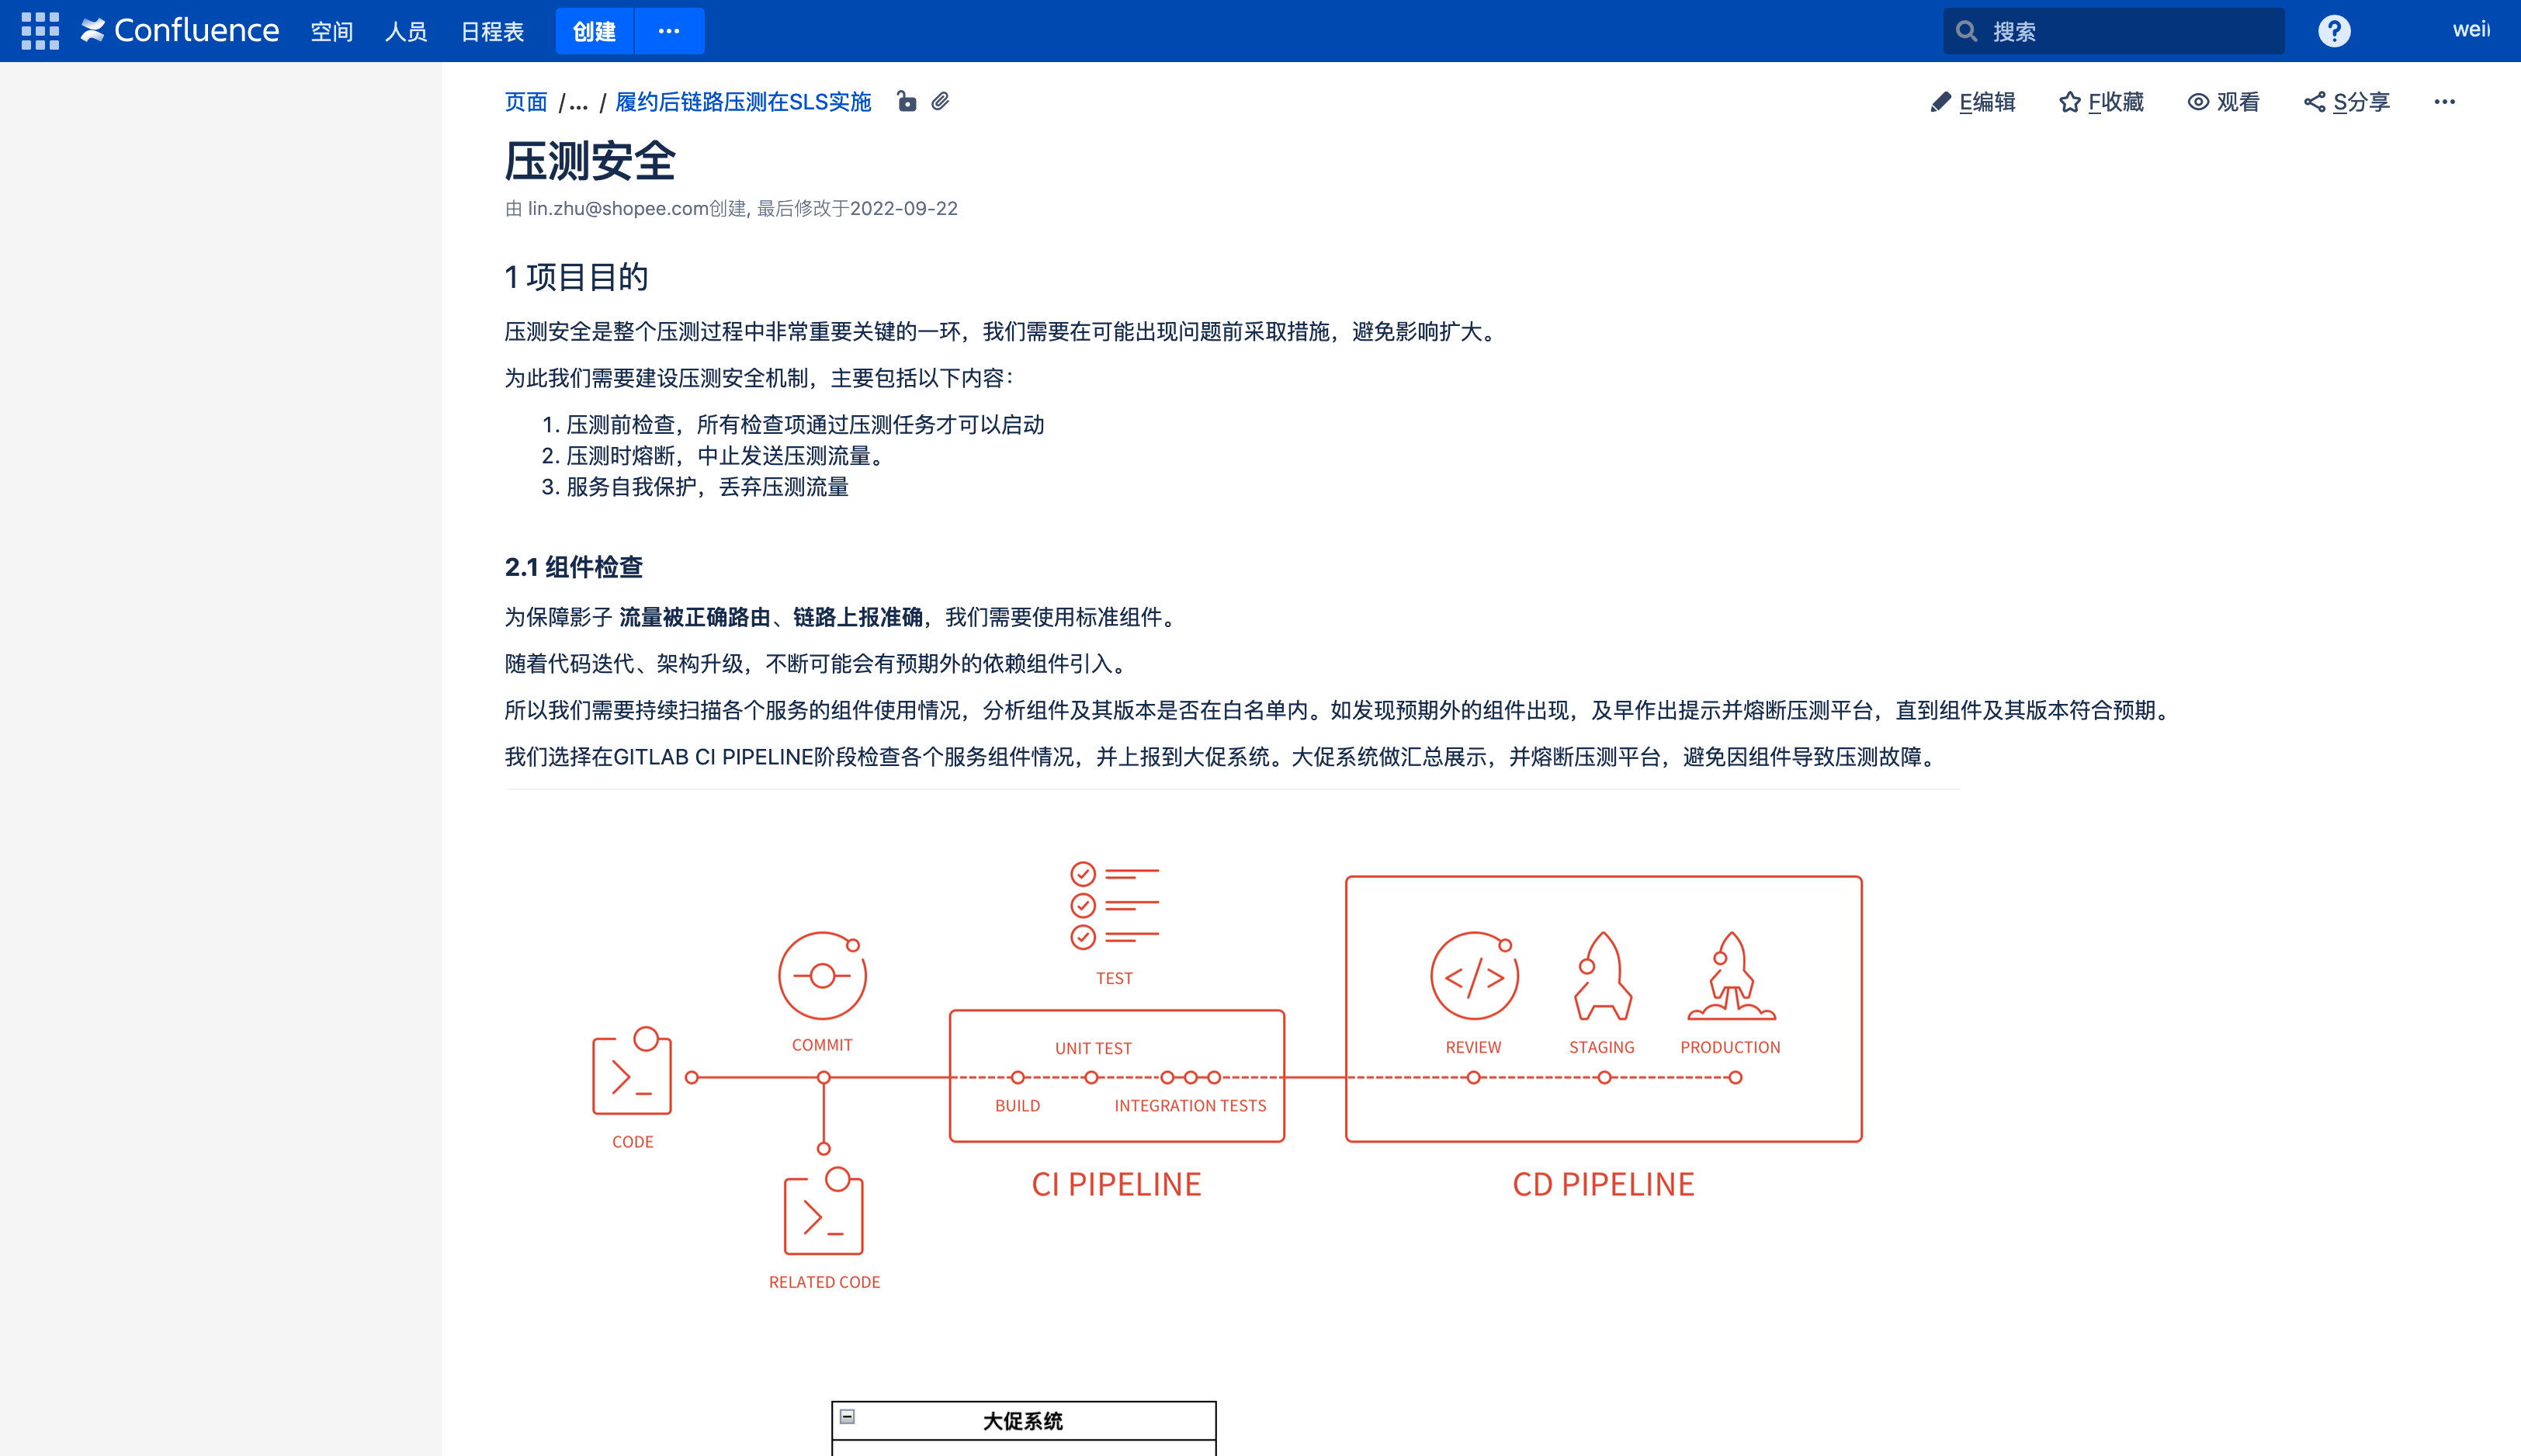 Confluence 空间 人员 日程表 创建 ··· 搜索 ? wei
页面 /... / 履约后链路压测在SLS实施 E编辑 F收藏 观看 S分享 ···
压测安全
由 lin.zhu@shopee.com创建, 最后修改于2022-09-22
1 项目目的
压测安全是整个压测过程中非常重要关键的一环，我们需要在可能出现问题前采取措施，避免影响扩大。
为此我们需要建设压测安全机制，主要包括以下内容：
1. 压测前检查，所有检查项通过压测任务才可以启动
2. 压测时熔断，中止发送压测流量。
3. 服务自我保护，丢弃压测流量
2.1 组件检查
为保障影子 流量被正确路由、链路上报准确，我们需要使用标准组件。
随着代码迭代、架构升级，不断可能会有预期外的依赖组件引入。
所以我们需要持续扫描各个服务的组件使用情况，分析组件及其版本是否在白名单内。如发现预期外的组件出现，及早作出提示并熔断压测平台，直到组件及其版本符合预期。
我们选择在GITLAB CI PIPELINE阶段检查各个服务组件情况，并上报到大促系统。大促系统做汇总展示，并熔断压测平台，避免因组件导致压测故障。
TEST
COMMIT
UNIT TEST
REVIEW STAGING PRODUCTION
BUILD INTEGRATION TESTS
CODE
CI PIPELINE CD PIPELINE
RELATED CODE
大促系统